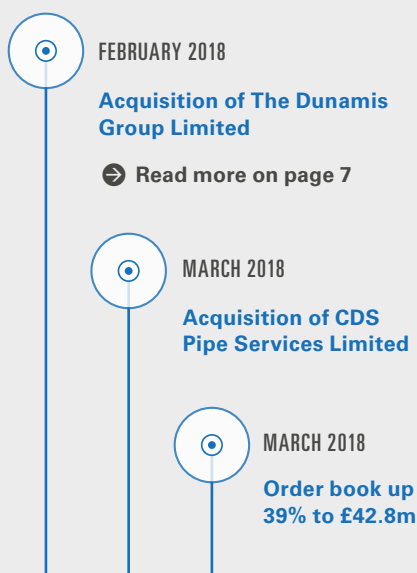 FEBRUARY 2018
Acquisition of The Dunamis
Group Limited
Read more on page 7
MARCH 2018
Acquisition of CDS
Pipe Services Limited
MARCH 2018
Order book up
39% to £42.8m